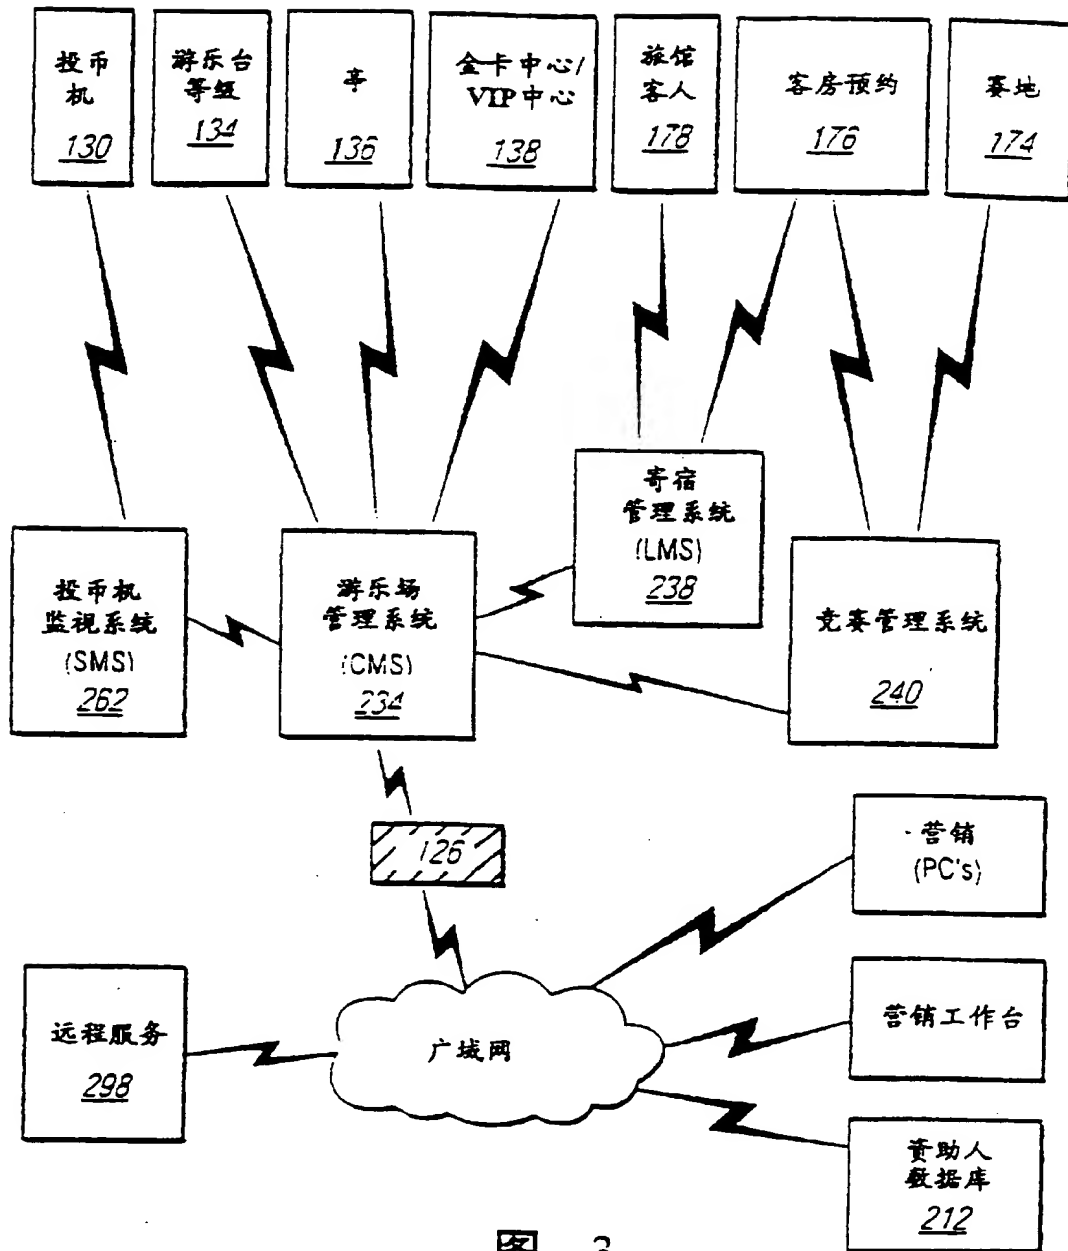 投币
机
130
游乐台
等级
134
亭
136
金卡中心/
VIP中心
138
旅馆
客人
178
客房预约
176
赛地
174
寄宿
管理系统
(LMS)
238
投币机
监视系统
(SMS)
262
游乐场
管理系统
(CMS)
234
竞赛管理系统
240
126
营销
(PC's)
远程服务
298
广域网
营销工作台
资助人
数据库
212
图 3